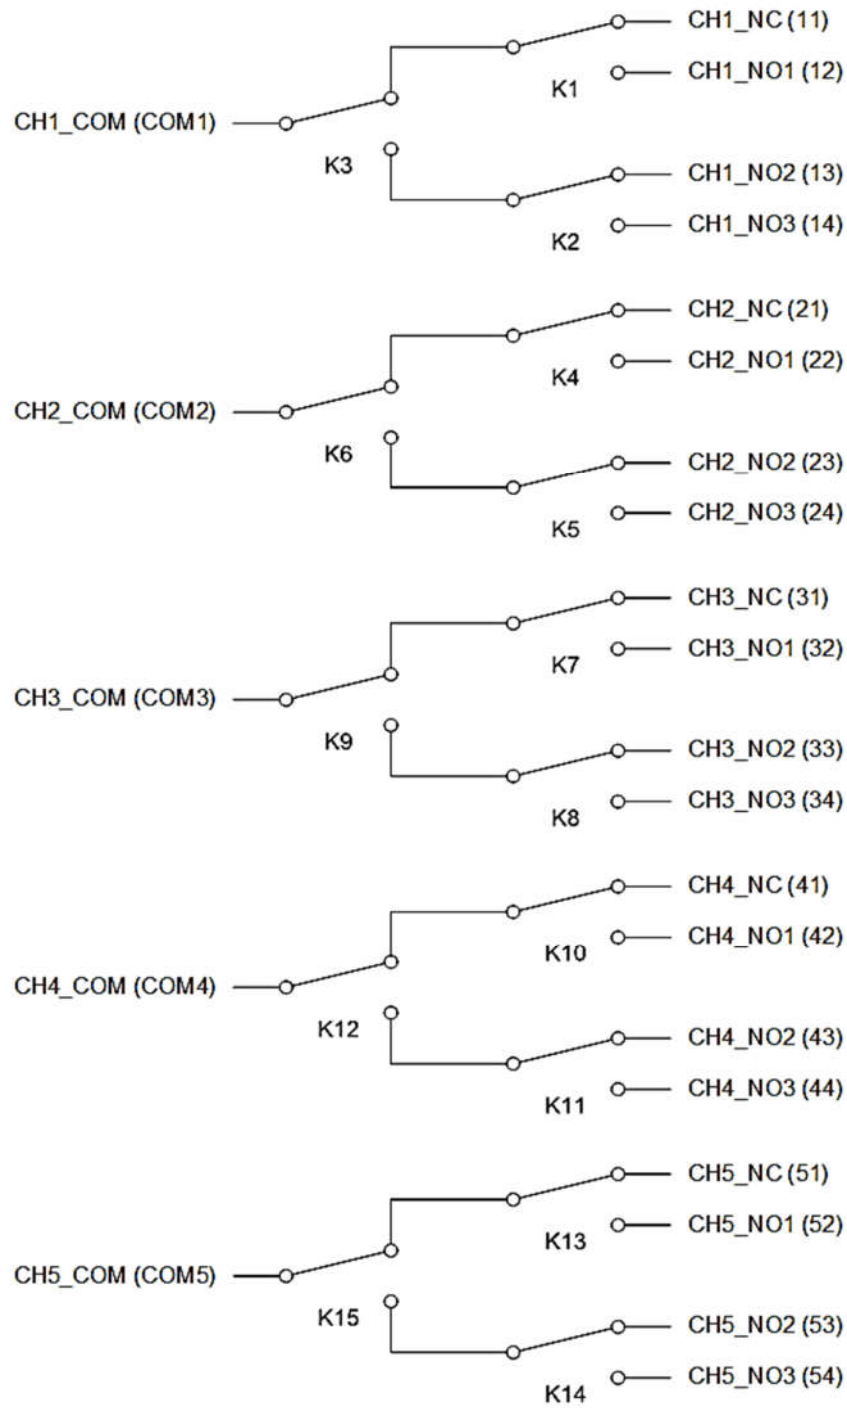 CH1_NC (11)
CH1_NO1 (12)
K1
CH1_COM (COM1)
K3
CH1_NO2 (13)
CH1_NO3 (14)
K2
CH2_NC (21)
CH2_NO1 (22)
K4
CH2_COM (COM2)
K6
CH2_NO2 (23)
CH2_NO3 (24)
K5
CH3_NC (31)
CH3_NO1 (32)
K7
CH3_COM (COM3)
K9
CH3_NO2 (33)
CH3_NO3 (34)
K8
CH4_NC (41)
CH4_NO1 (42)
K10
CH4_COM (COM4)
K12
CH4_NO2 (43)
CH4_NO3 (44)
K11
CH5_NC (51)
CH5_NO1 (52)
K13
CH5_COM (COM5)
K15
CH5_NO2 (53)
CH5_NO3 (54)
K14